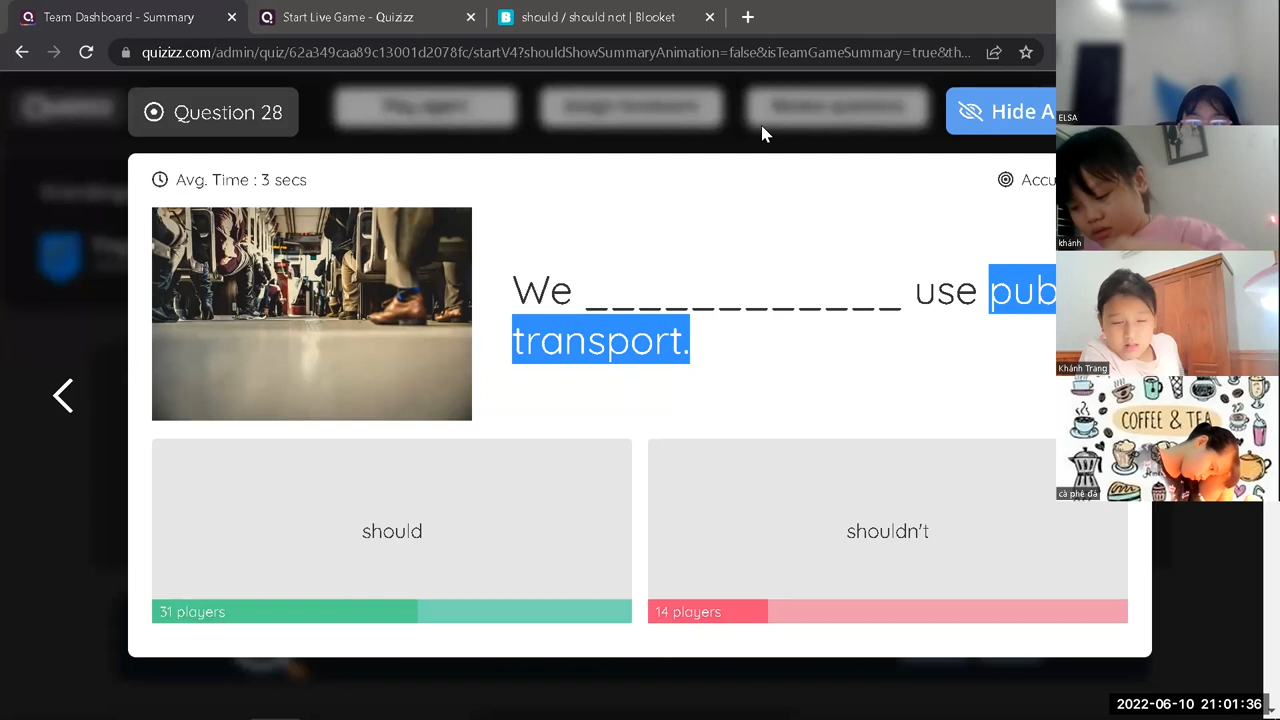 Team Dashboard - Summary
Start Live Game - Quizizz
should / should not | Blooket
quizizz.com/admin/quiz/62a349caa89c13001d2078fc/startV4?shouldShowSummaryAnimation=false&isTeamGameSummary=true&th...
Question 28
Hide A
Avg. Time : 3 secs
Accu
We ____________ use pub
transport.
should
shouldn't
31 players
14 players
ELSA
khánh
Khánh Trang
COFFEE & TEA
cà phê đá
2022-06-10 21:01:36